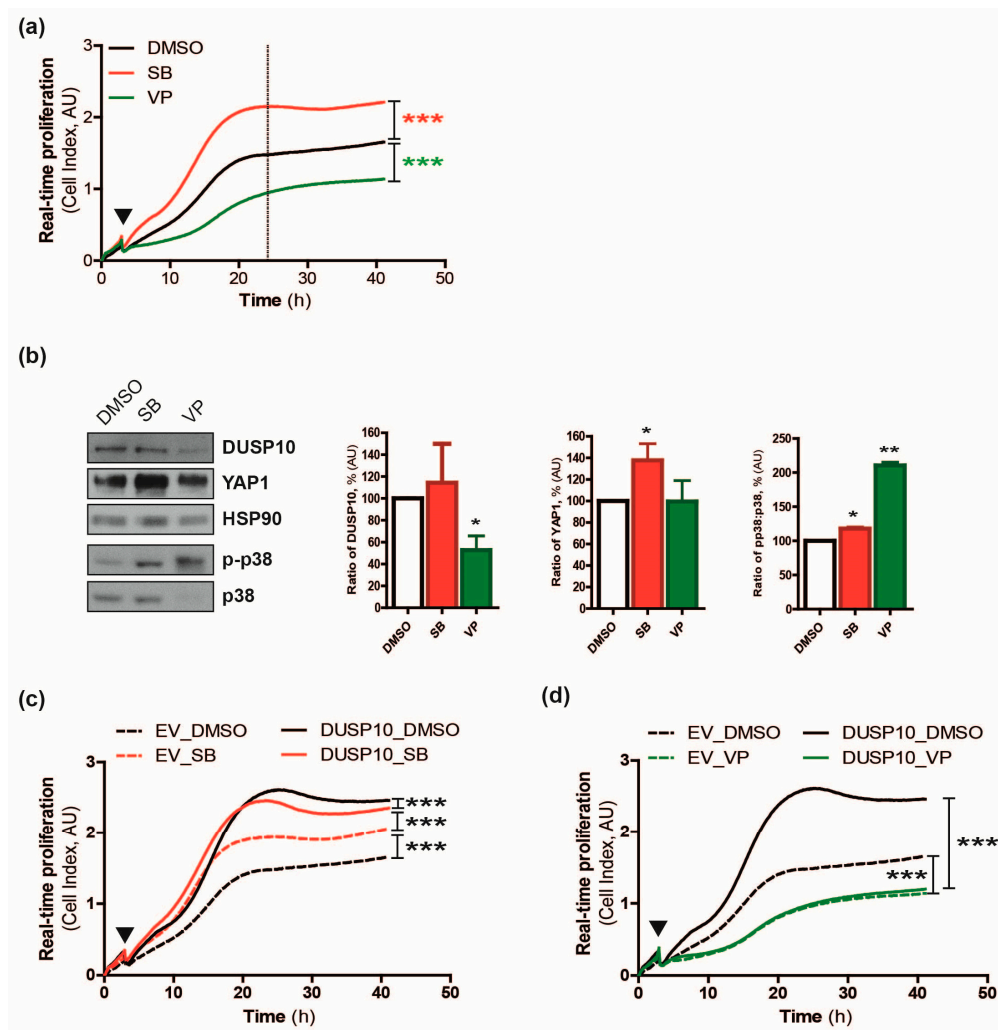 (a)
DMSO
SB
VP
Real-time proliferation
(Cell Index, AU)
3
2
1
0
***
***
0 10 20 30 40 50
Time (h)
(b)
DMSO SB VP
DUSP10
YAP1
HSP90
p-p38
p38
Ratio of DUSP10, % (AU)
160
140
120
100
80
60
40
20
0
*
DMSO SB VP
Ratio of YAP1, % (AU)
160
140
120
100
80
60
40
20
0
*
DMSO SB VP
Ratio of pp38:p38, % (AU)
250
200
150
100
50
0
*
**
DMSO SB VP
(c)
EV_DMSO DUSP10_DMSO
EV_SB DUSP10_SB
Real-time proliferation
(Cell Index, AU)
3
2
1
0
***
***
***
0 10 20 30 40 50
Time (h)
(d)
EV_DMSO DUSP10_DMSO
EV_VP DUSP10_VP
Real-time proliferation
(Cell Index, AU)
3
2
1
0
***
***
0 10 20 30 40 50
Time (h)